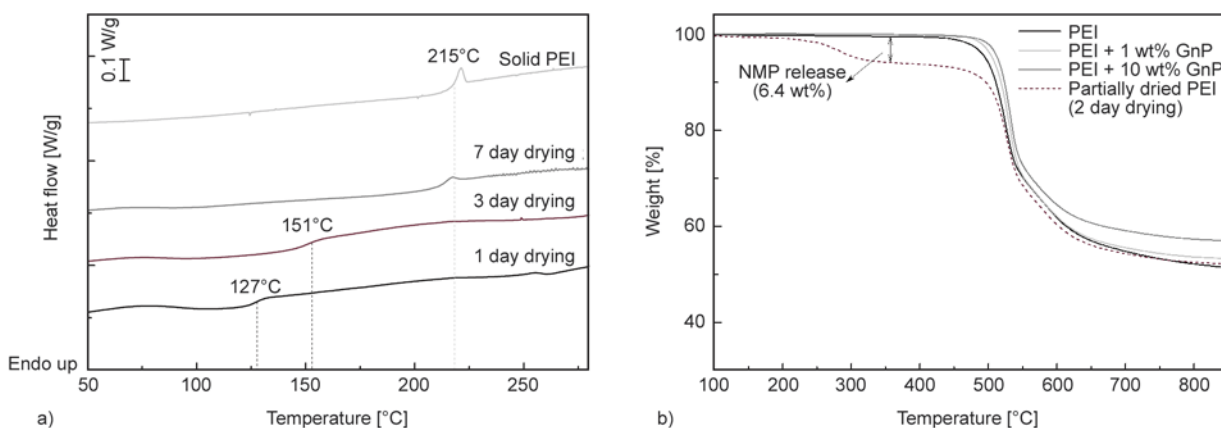 0.1 W/g
215°C
Solid PEI
7 day drying
3 day drying
151°C
1 day drying
127°C
Heat flow [W/g]
Endo up
50 100 150 200 250
Temperature [°C]
a)
PEI
PEI + 1 wt% GnP
PEI + 10 wt% GnP
Partially dried PEI
(2 day drying)
NMP release
(6.4 wt%)
100
80
60
40
Weight [%]
100 200 300 400 500 600 700 800
Temperature [°C]
b)